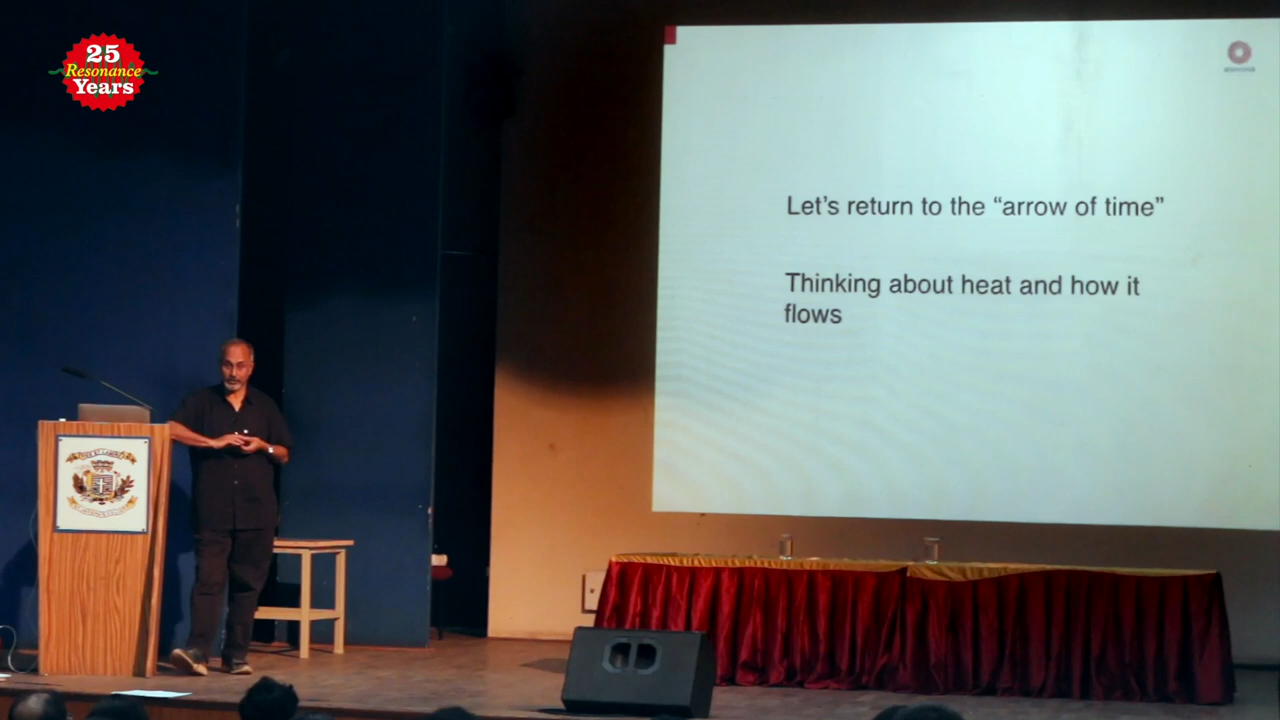 25
Resonance
Years
Let's return to the “arrow of time”
Thinking about heat and how it
flows